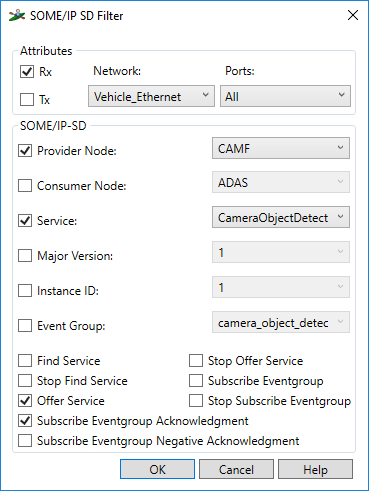 SOME/IP SD Filter
Attributes
Rx Network: Ports:
Tx Vehicle_Ethernet All
SOME/IP-SD
Provider Node: CAMF
Consumer Node: ADAS
Service: CameraObjectDetect
Major Version: 1
Instance ID: 1
Event Group: camera_object_detec
Find Service Stop Offer Service
Stop Find Service Subscribe Eventgroup
Offer Service Stop Subscribe Eventgroup
Subscribe Eventgroup Acknowledgment
Subscribe Eventgroup Negative Acknowledgment
OK Cancel Help